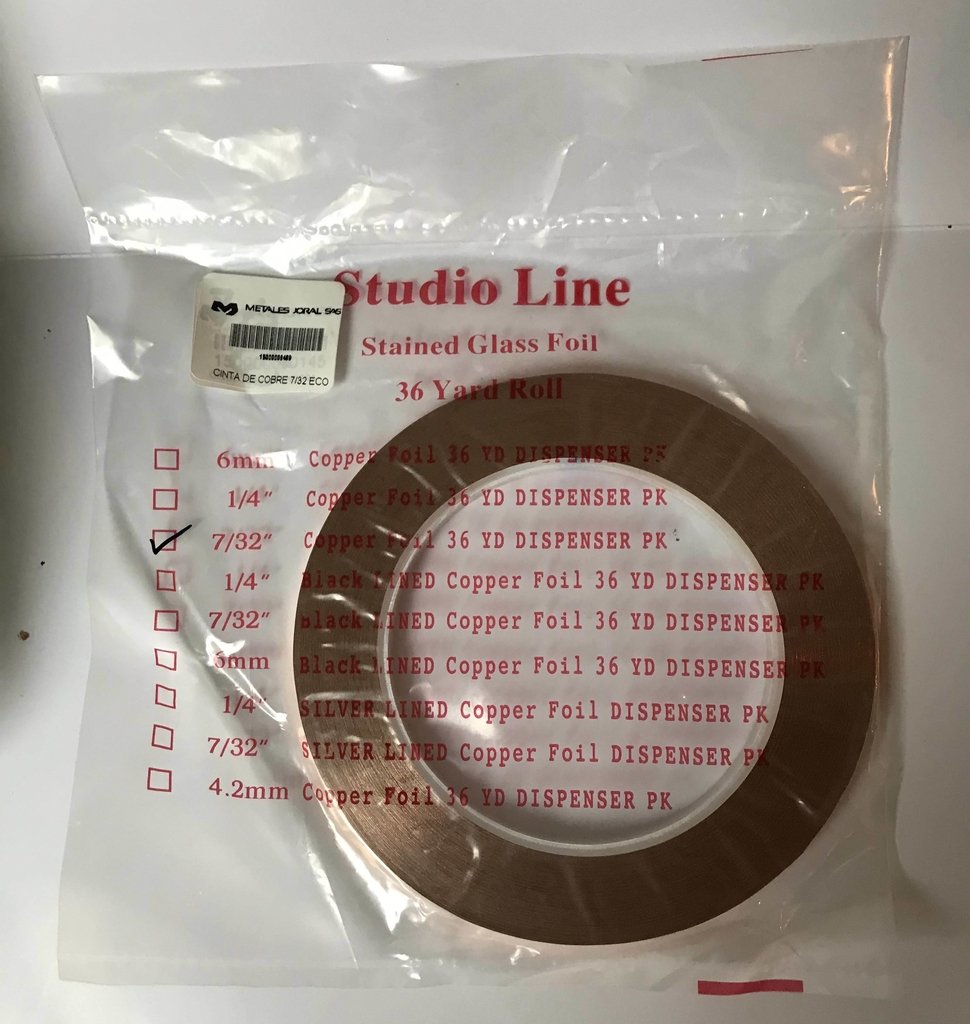 Studio Line
METALES JORAL
Stained Glass Foil
CINTA DE COBRE 7/32 ECO
36 Yard Roll
6mm Copper Foil 36 YD DISPENSER PK
1/4" Copper Foil 36 YD DISPENSER PK
7/32" Copper Foil 36 YD DISPENSER PK
1/4" Black LINED Copper Foil 36 YD DISPENSER PK
7/32" Black LINED Copper Foil 36 YD DISPENSER PK
6mm Black LINED Copper Foil 36 YD DISPENSER PK
1/4" SILVER LINED Copper Foil DISPENSER PK
7/32" SILVER LINED Copper Foil DISPENSER PK
4.2mm Copper Foil 36 YD DISPENSER PK